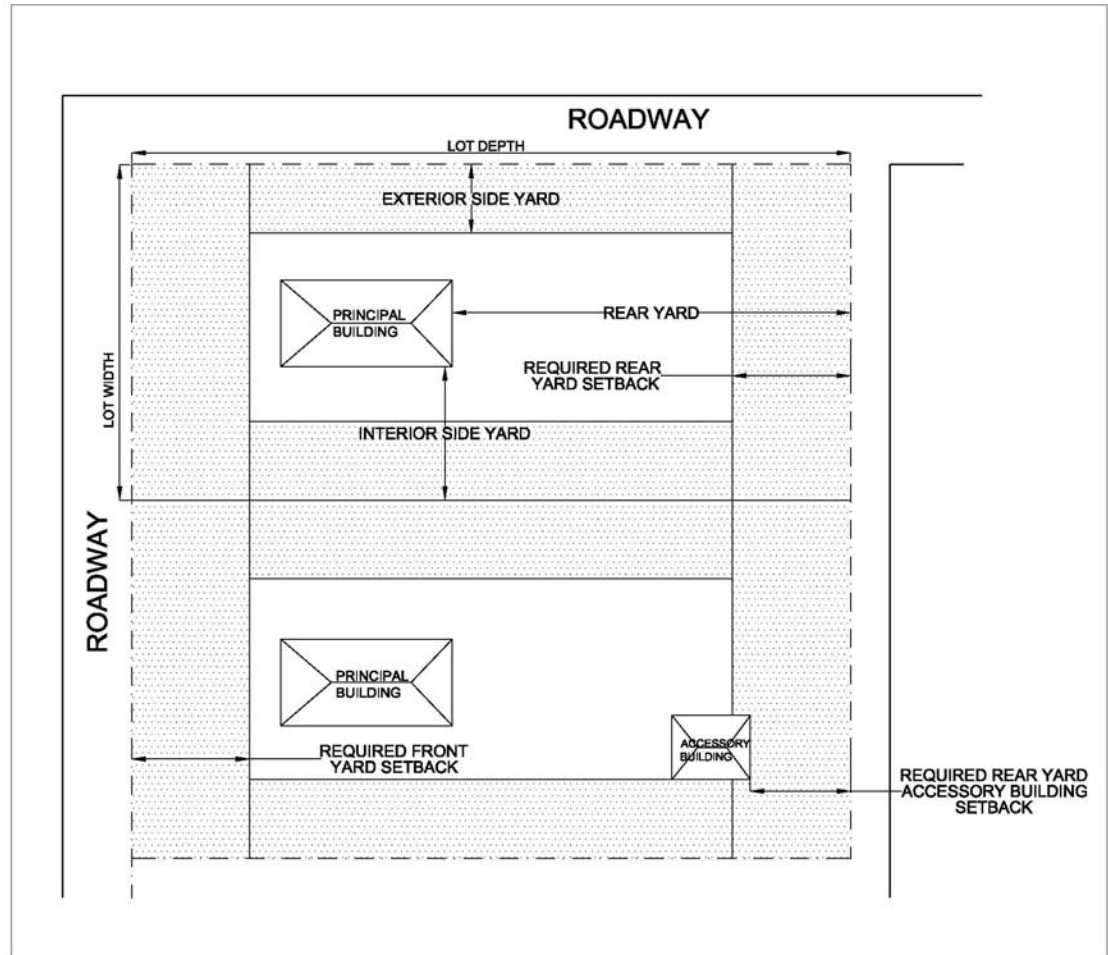 ROADWAY
LOT DEPTH
EXTERIOR SIDE YARD
PRINCIPAL
BUILDING
REAR YARD
REQUIRED REAR
YARD SETBACK
LOT WIDTH
INTERIOR SIDE YARD
ROADWAY
PRINCIPAL
BUILDING
ACCESSORY
BUILDING
REQUIRED FRONT
YARD SETBACK
REQUIRED REAR YARD
ACCESSORY BUILDING
SETBACK